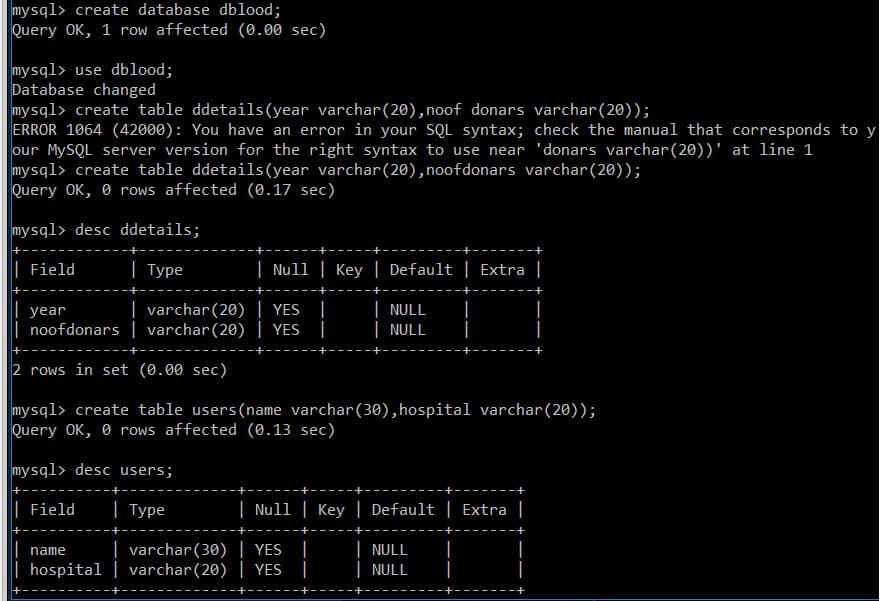 mysql> create database dblood;
Query OK, 1 row affected (0.00 sec)
mysql> use dblood;
Database changed
mysql> create table ddetails(year varchar(20),noof donars varchar(20));
ERROR 1064 (42000): You have an error in your SQL syntax; check the manual that corresponds to y
our MySQL server version for the right syntax to use near 'donars varchar(20))' at line 1
mysql> create table ddetails(year varchar(20),noofdonars varchar(20));
Query OK, 0 rows affected (0.17 sec)
mysql> desc ddetails;
+------------+-------------+------+-----+---------+-------+
| Field      | Type        | Null | Key | Default | Extra |
+------------+-------------+------+-----+---------+-------+
| year       | varchar(20) | YES  |     | NULL    |       |
| noofdonars | varchar(20) | YES  |     | NULL    |       |
+------------+-------------+------+-----+---------+-------+
2 rows in set (0.00 sec)
mysql> create table users(name varchar(30),hospital varchar(20));
Query OK, 0 rows affected (0.13 sec)
mysql> desc users;
+----------+-------------+------+-----+---------+-------+
| Field    | Type        | Null | Key | Default | Extra |
+----------+-------------+------+-----+---------+-------+
| name     | varchar(30) | YES  |     | NULL    |       |
| hospital | varchar(20) | YES  |     | NULL    |       |
+----------+-------------+------+-----+---------+-------+